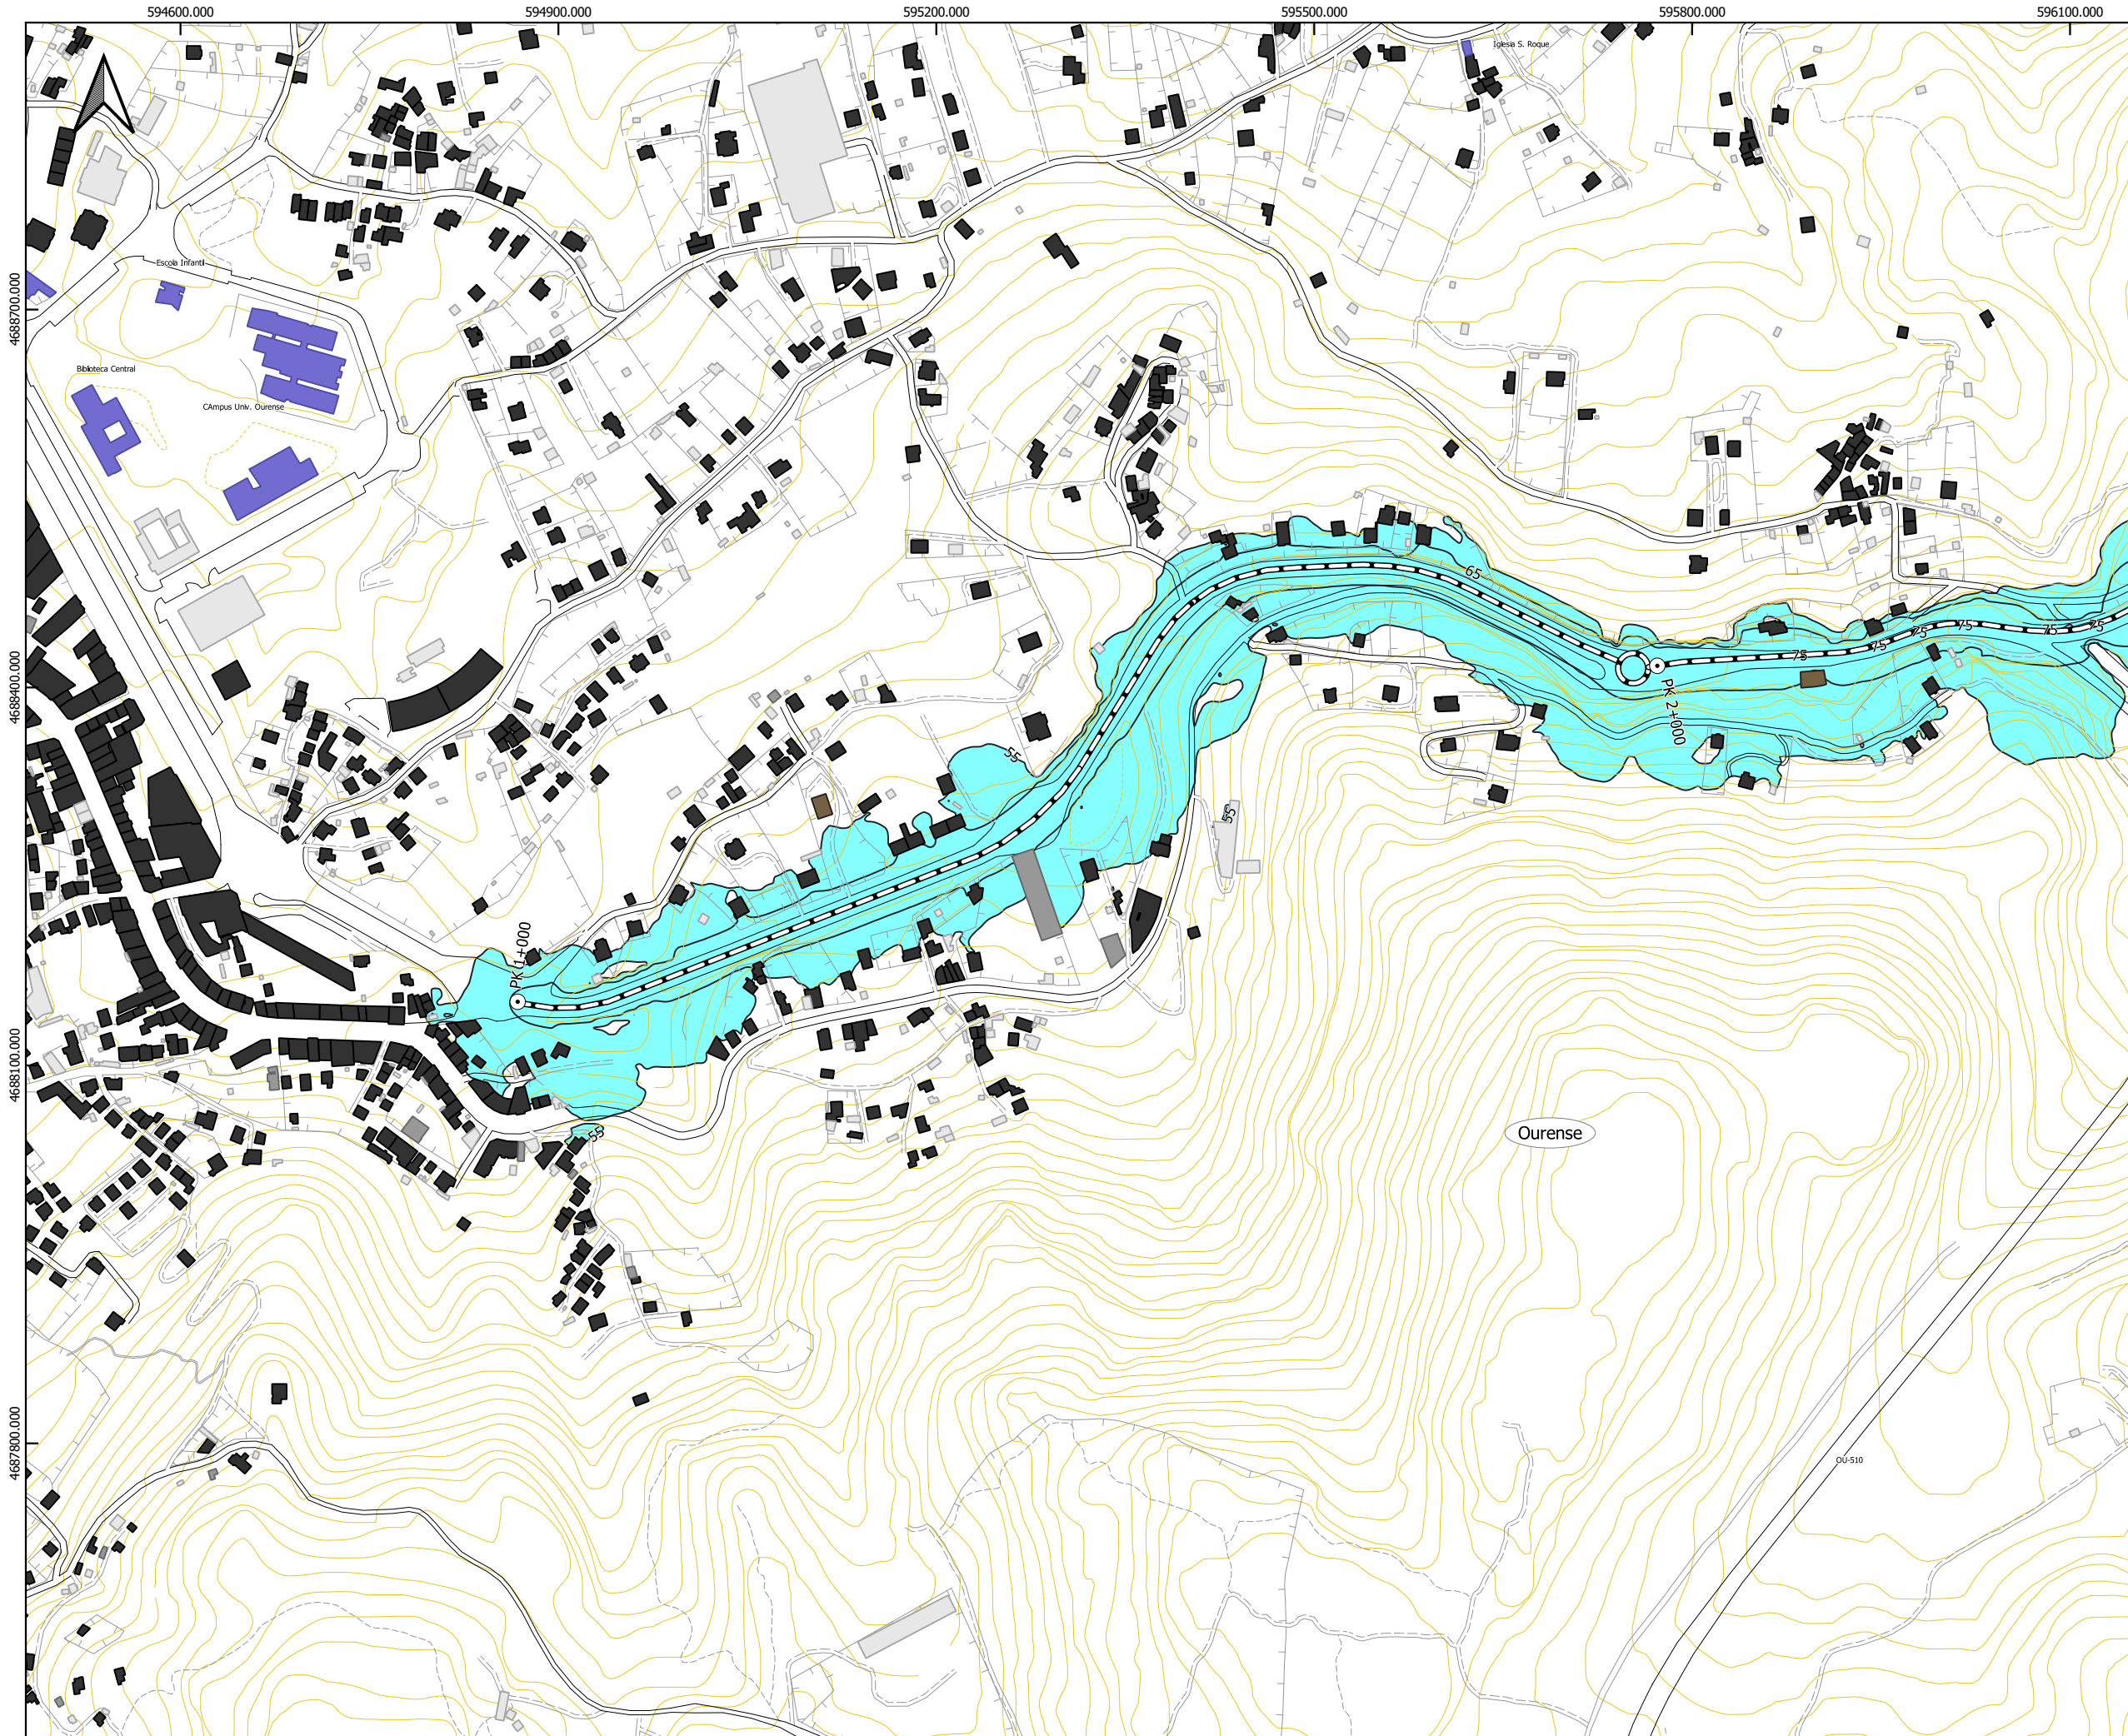 594600.000
594900.000
595200.000
595500.000
595800.000
596100.000
Iglesia S. Roque
Escola Infantil
4688700.000
Biblioteca Central
CAmpus Univ. Ourense
65
75
75
75
75
75
75
4688400.000
PK 2+000
55
55
PK 1+000
4688100.000
55
Ourense
4687800.000
OU-510